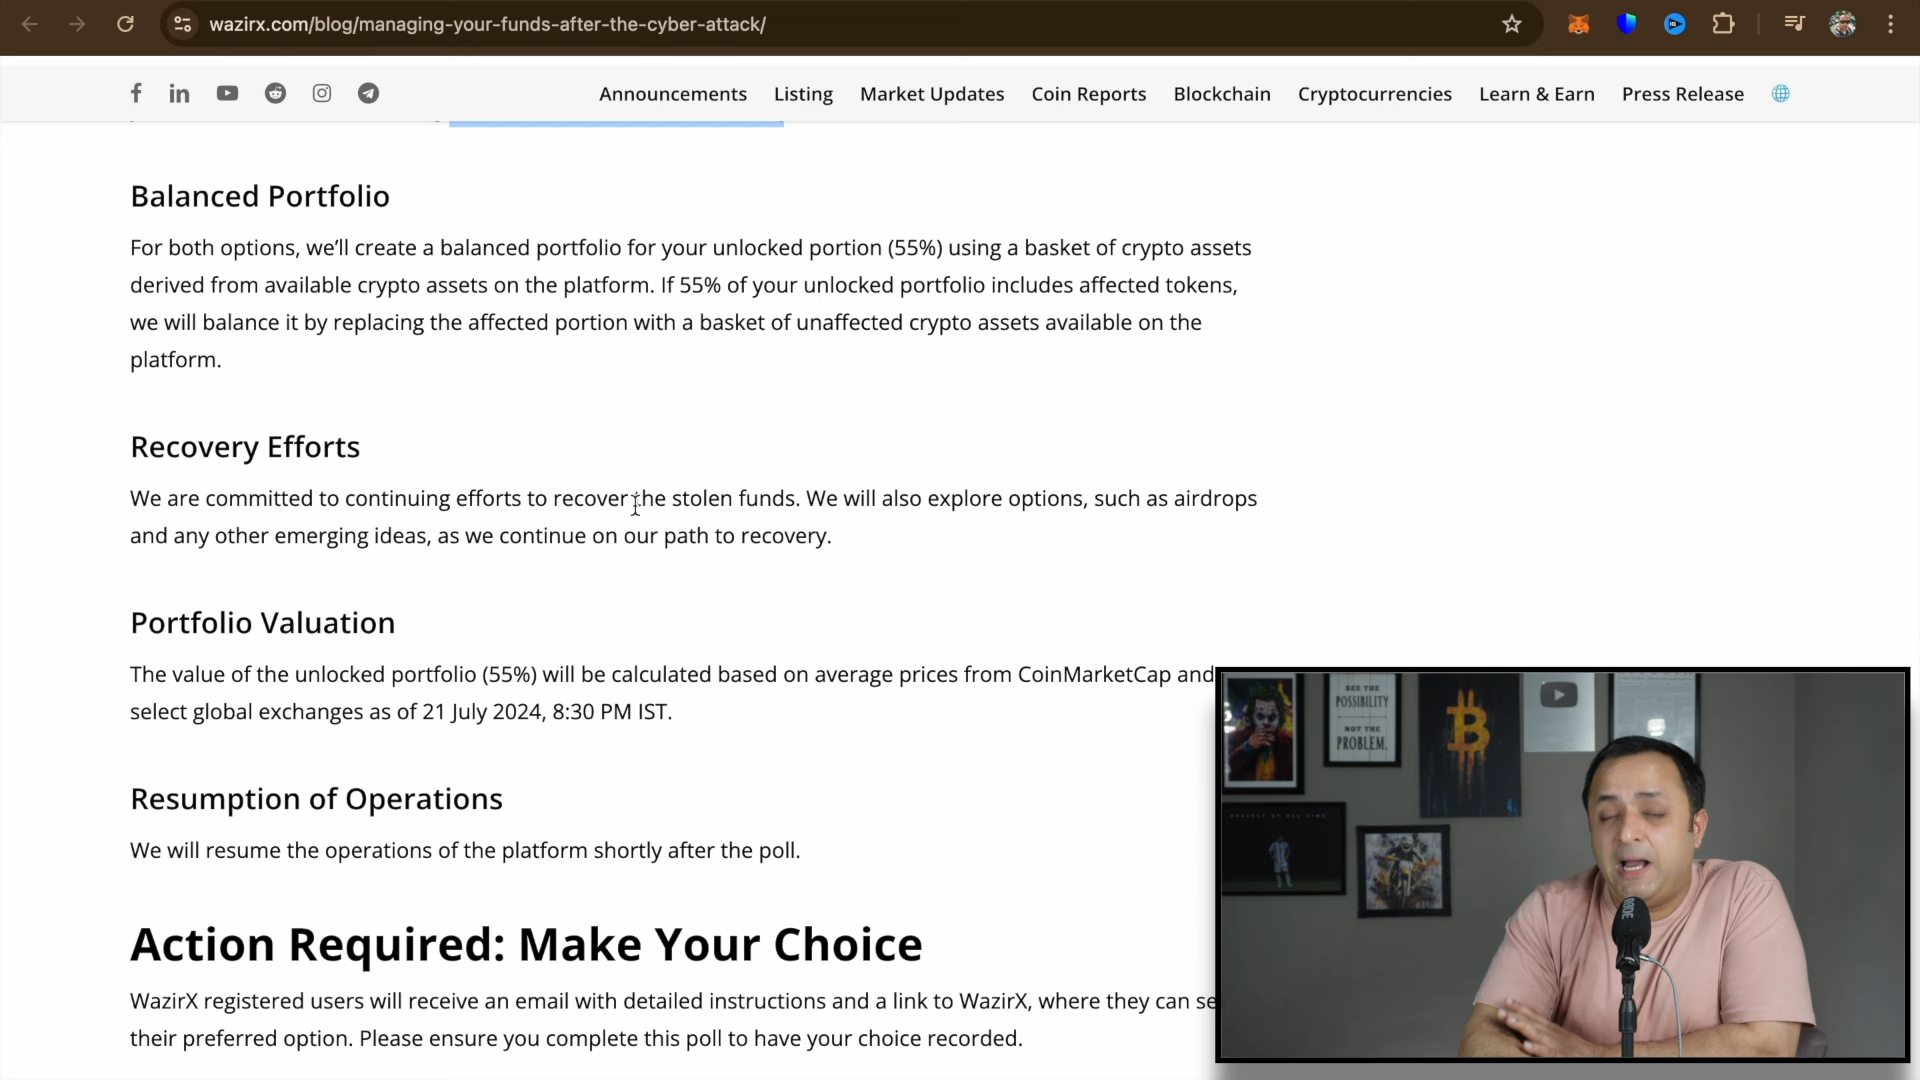 wazirx.com/blog/managing-your-funds-after-the-cyber-attack/
Announcements Listing Market Updates Coin Reports Blockchain Cryptocurrencies Learn & Earn Press Release
Balanced Portfolio
For both options, we’ll create a balanced portfolio for your unlocked portion (55%) using a basket of crypto assets
derived from available crypto assets on the platform. If 55% of your unlocked portfolio includes affected tokens,
we will balance it by replacing the affected portion with a basket of unaffected crypto assets available on the
platform.
Recovery Efforts
We are committed to continuing efforts to recover the stolen funds. We will also explore options, such as airdrops
and any other emerging ideas, as we continue on our path to recovery.
Portfolio Valuation
The value of the unlocked portfolio (55%) will be calculated based on average prices from CoinMarketCap and
select global exchanges as of 21 July 2024, 8:30 PM IST.
Resumption of Operations
We will resume the operations of the platform shortly after the poll.
Action Required: Make Your Choice
WazirX registered users will receive an email with detailed instructions and a link to WazirX, where they can se
their preferred option. Please ensure you complete this poll to have your choice recorded.
SEE THE
POSSIBILITY
NOT THE
PROBLEM.
RØDE